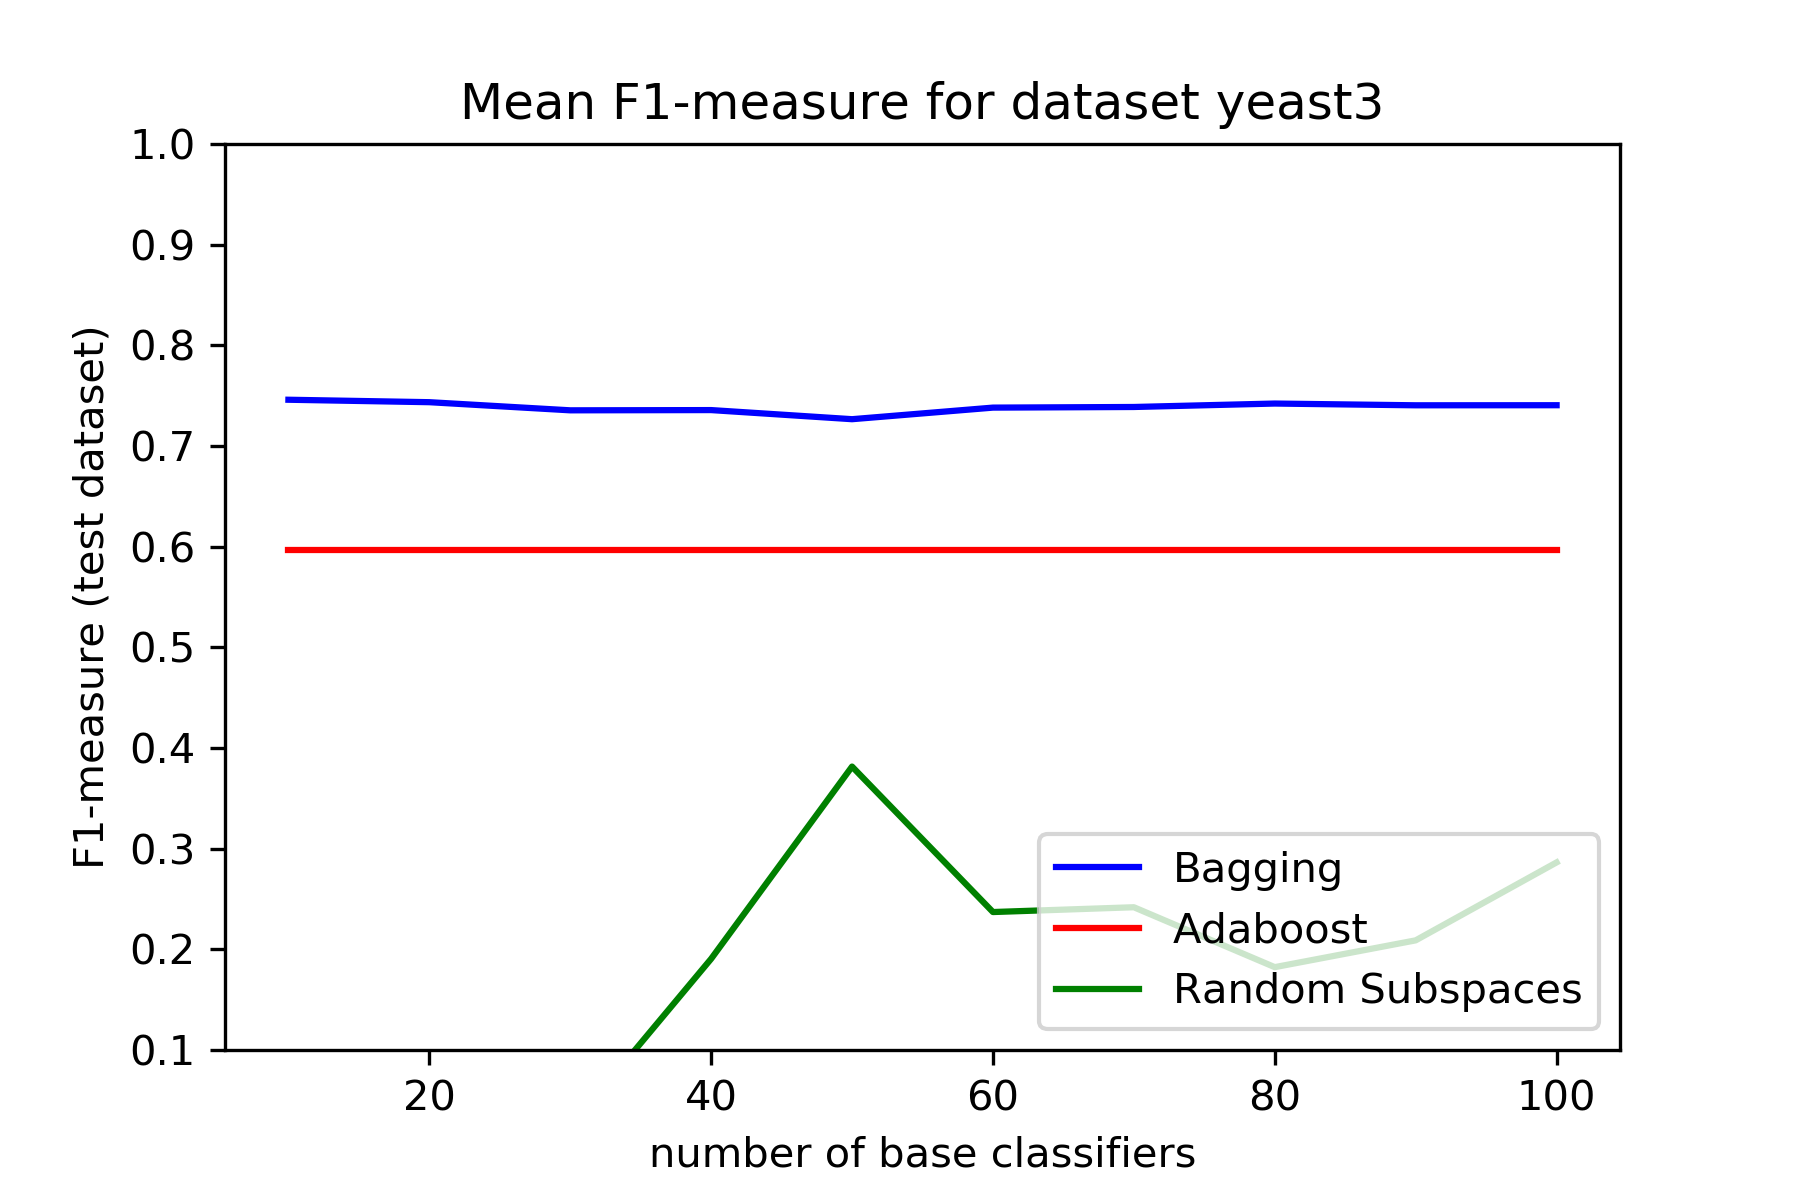 Mean F1-measure for dataset yeast3
1.0
0.9
0.8
0.7
0.6
0.5
0.4
0.3
0.2
0.1
F1-measure (test dataset)
Bagging
Adaboost
Random Subspaces
20 40 60 80 100
number of base classifiers